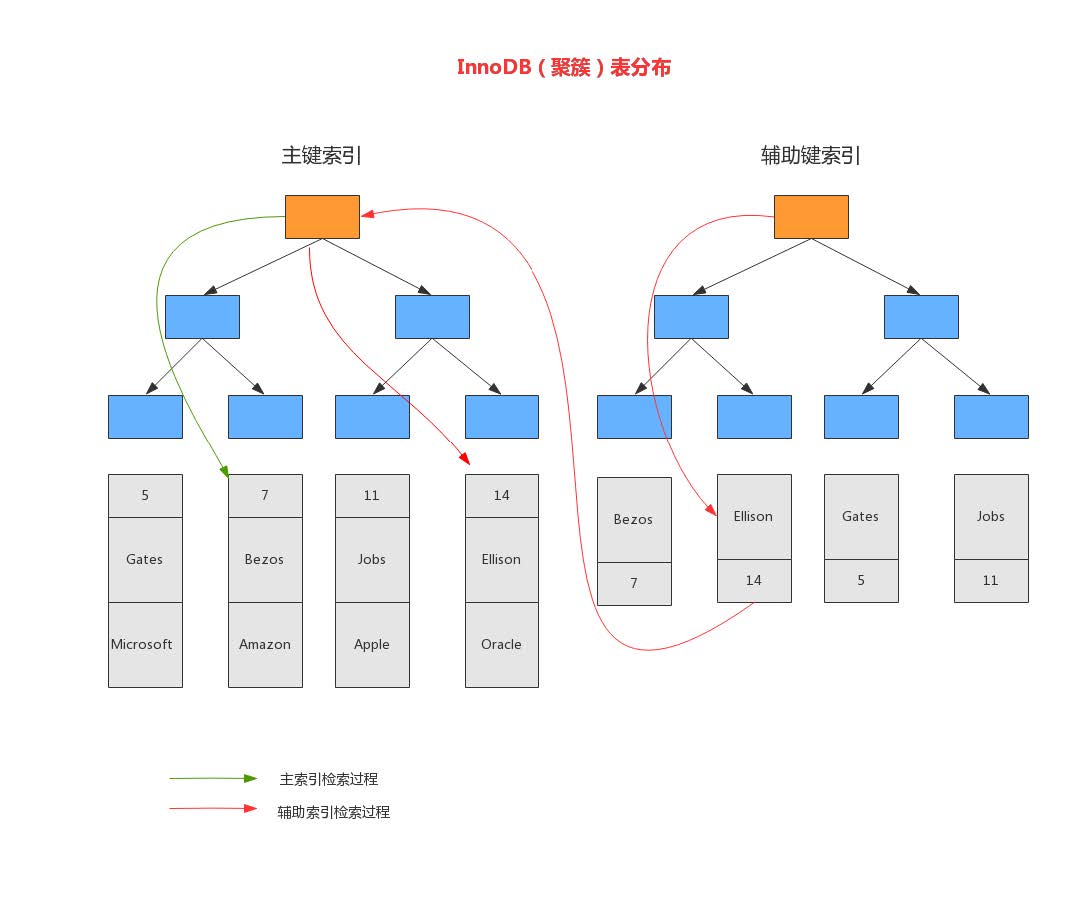 InnoDB（聚簇）表分布
主键索引
辅助键索引
5
7
11
14
Gates
Bezos
Jobs
Ellison
Microsoft
Amazon
Apple
Oracle
Bezos
Ellison
Gates
Jobs
7
14
5
11
主索引检索过程
辅助索引检索过程